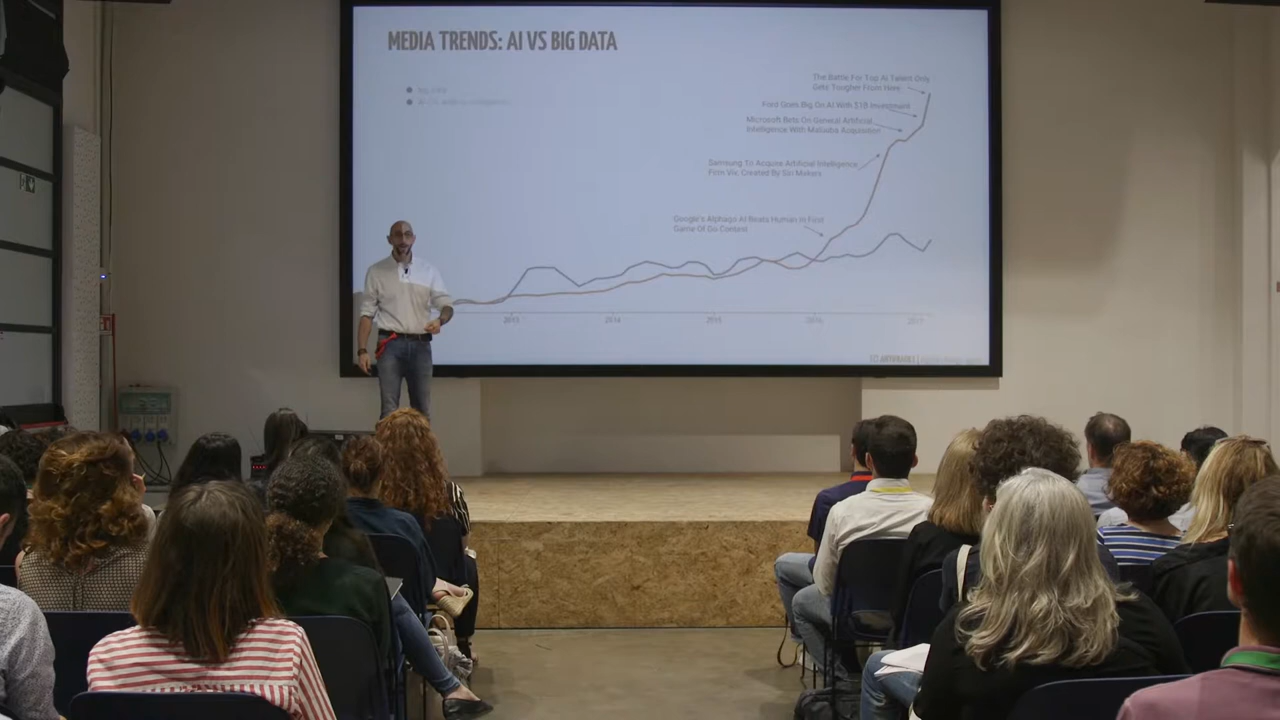 MEDIA TRENDS: AI VS BIG DATA
The Battle For Top AI Talent Only
Gets Tougher From Here
Ford Goes Big On AI With $1B Investment
Microsoft Bets On General Artificial
Intelligence With Maluuba Acquisition
Samsung To Acquire Artificial Intelligence
Firm Viv, Created By Siri Makers
Google's Alphago AI Beats Human In First
Game Of Go Contest
2013 2014 2015 2016 2017